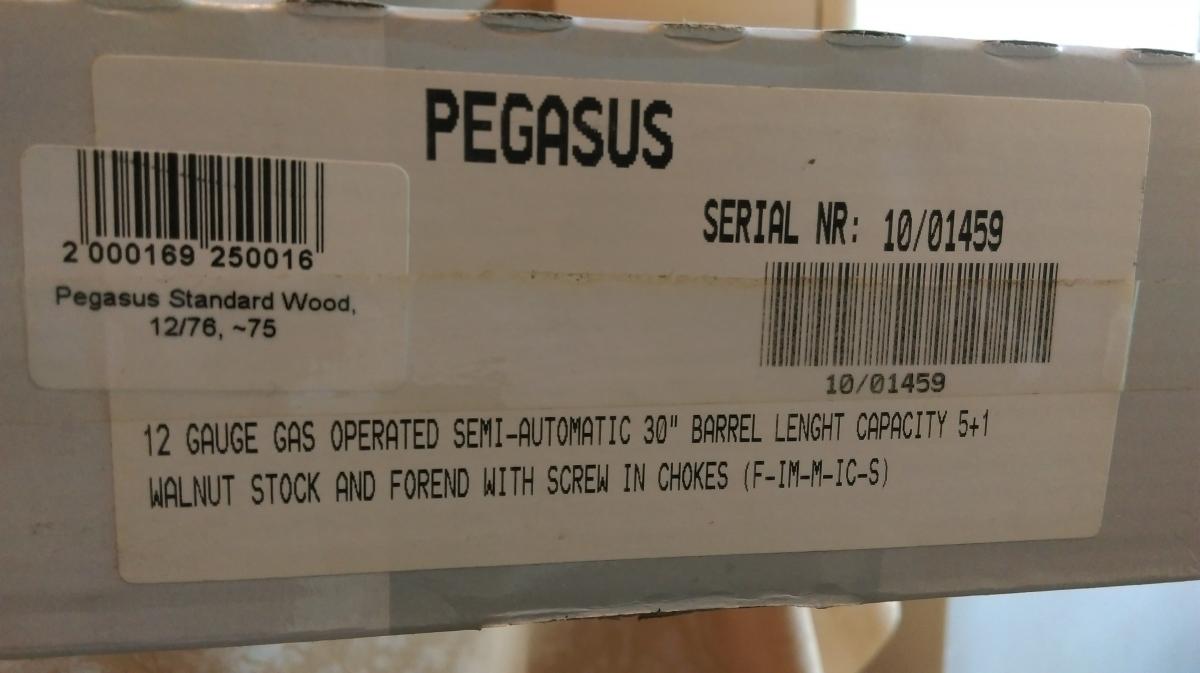 PEGASUS
SERIAL NR: 10/01459
10/01459
2 000169 250016
Pegasus Standard Wood,
12/76, ~75
12 GAUGE GAS OPERATED SEMI-AUTOMATIC 30" BARREL LENGHT CAPACITY 5+1
WALNUT STOCK AND FOREND WITH SCREW IN CHOKES (F-IM-M-IC-S)